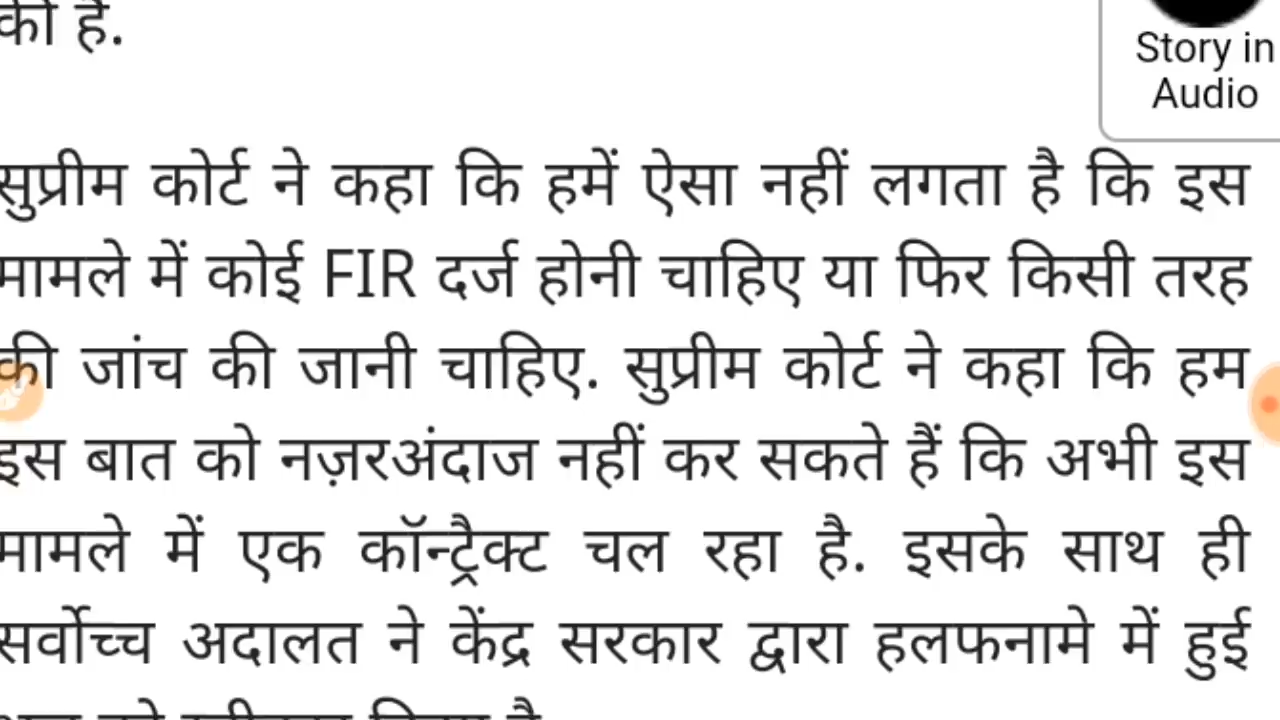 की है.
Story in
Audio
सुप्रीम कोर्ट ने कहा कि हमें ऐसा नहीं लगता है कि इस
मामले में कोई FIR दर्ज होनी चाहिए या फिर किसी तरह
की जांच की जानी चाहिए. सुप्रीम कोर्ट ने कहा कि हम
इस बात को नज़रअंदाज नहीं कर सकते हैं कि अभी इस
मामले में एक कॉन्ट्रैक्ट चल रहा है. इसके साथ ही
सर्वोच्च अदालत ने केंद्र सरकार द्वारा हलफनामे में हुई